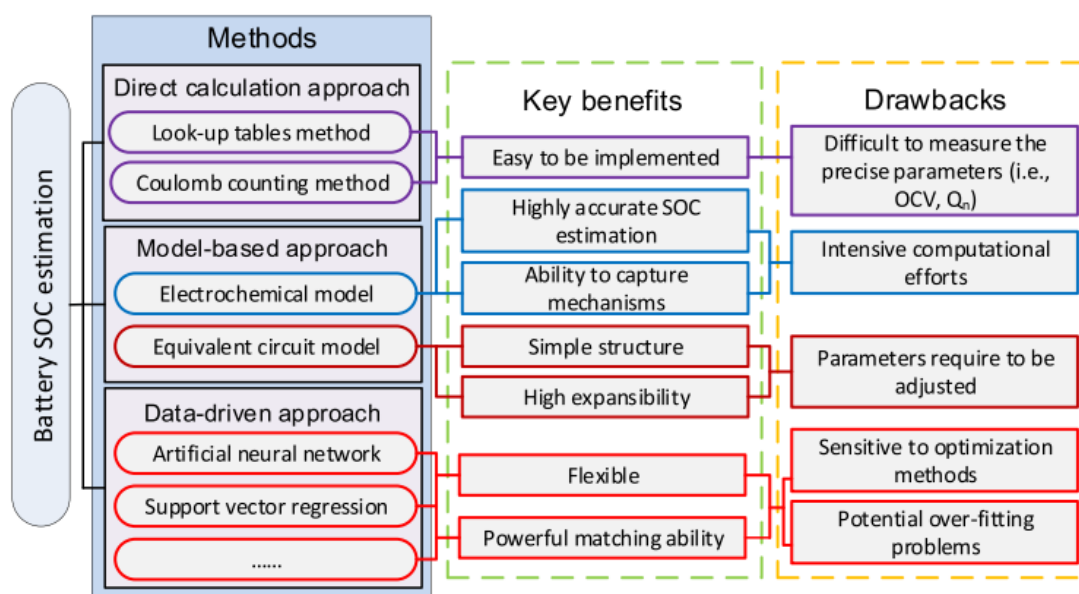 Battery SOC estimation
Methods
Direct calculation approach
Look-up tables method
Coulomb counting method
Model-based approach
Electrochemical model
Equivalent circuit model
Data-driven approach
Artificial neural network
Support vector regression
......
Key benefits
Easy to be implemented
Highly accurate SOC
estimation
Ability to capture
mechanisms
Simple structure
High expansibility
Flexible
Powerful matching ability
Drawbacks
Difficult to measure the
precise parameters (i.e.,
OCV, Qₙ)
Intensive computational
efforts
Parameters require to be
adjusted
Sensitive to optimization
methods
Potential over-fitting
problems